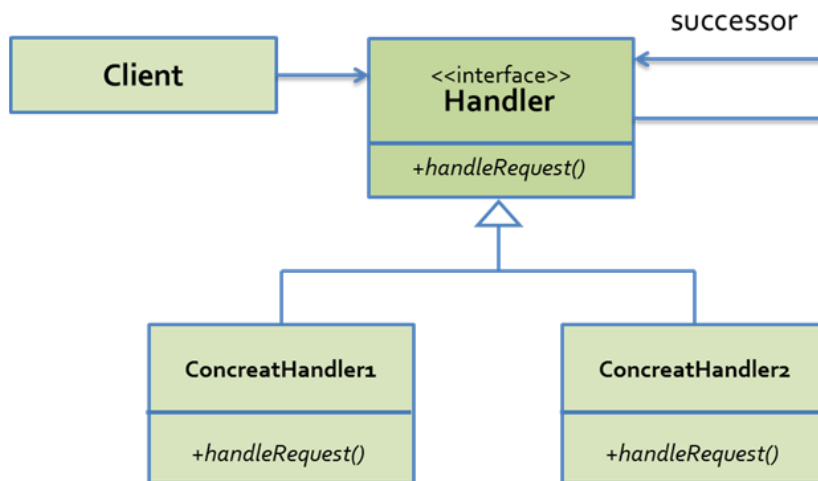 successor
Client
<<interface>>
Handler
+handleRequest()
ConcreatHandler1
+handleRequest()
ConcreatHandler2
+handleRequest()